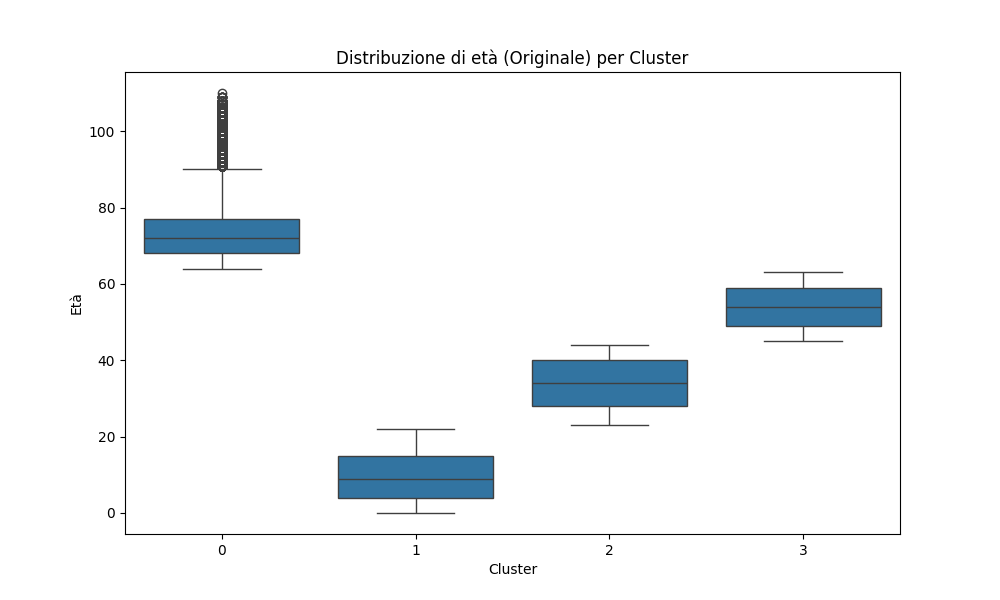 Distribuzione di età (Originale) per Cluster
Età
100
80
60
40
20
0
0 1 2 3
Cluster